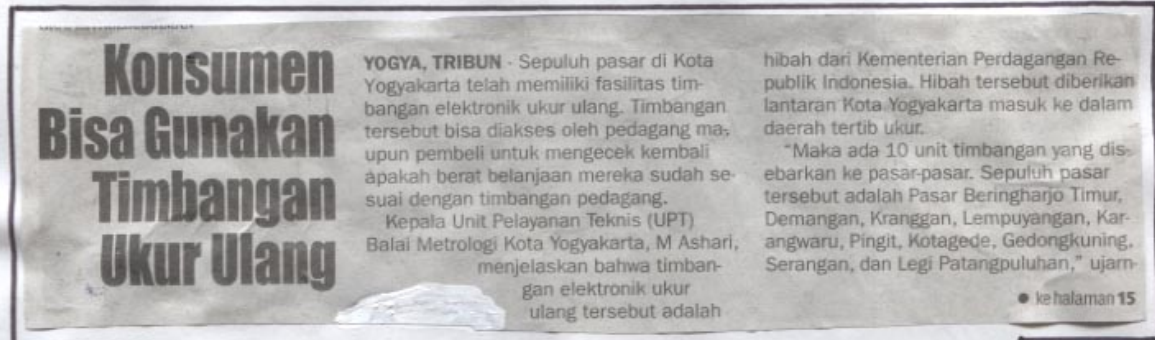 Konsumen
Bisa Gunakan
Timbangan
Ukur Ulang
YOGYA, TRIBUN - Sepuluh pasar di Kota
Yogyakarta telah memiliki fasilitas tim-
bangan elektronik ukur ulang. Timbangan
tersebut bisa diakses oleh pedagang ma-
upun pembeli untuk mengecek kembali
apakah berat belanjaan mereka sudah se-
suai dengan timbangan pedagang.
Kepala Unit Pelayanan Teknis (UPT)
Balai Metrologi Kota Yogyakarta, M Ashari,
menjelaskan bahwa timban-
gan elektronik ukur
ulang tersebut adalah
hibah dari Kementerian Perdagangan Re-
publik Indonesia. Hibah tersebut diberikan
lantaran Kota Yogyakarta masuk ke dalam
daerah tertib ukur.
"Maka ada 10 unit timbangan yang dis-
ebarkan ke pasar-pasar. Sepuluh pasar
tersebut adalah Pasar Beringharjo Timur,
Demangan, Kranggan, Lempuyangan, Kar-
angwaru, Pingit, Kotagede, Gedongkuning,
Serangan, dan Legi Patangpuluhan," ujarn-
● ke halaman 15